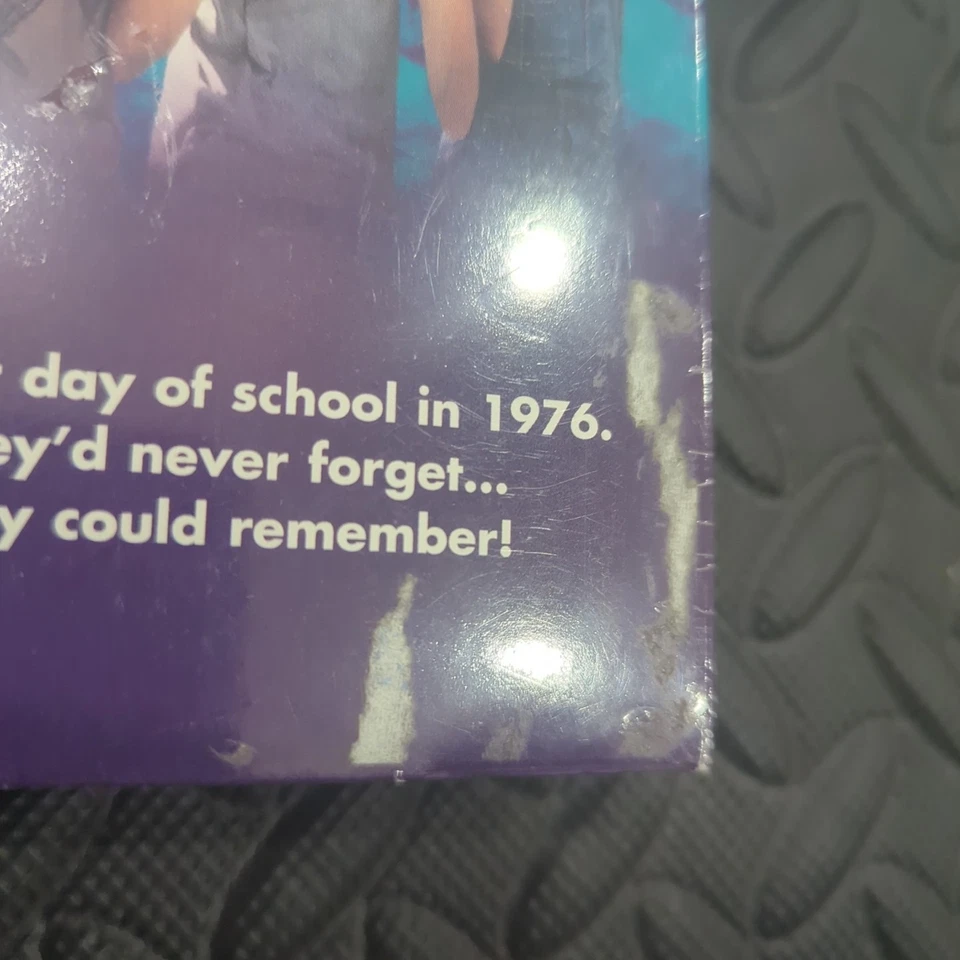 day of school in 1976.
ey'd never forget...
y could remember!